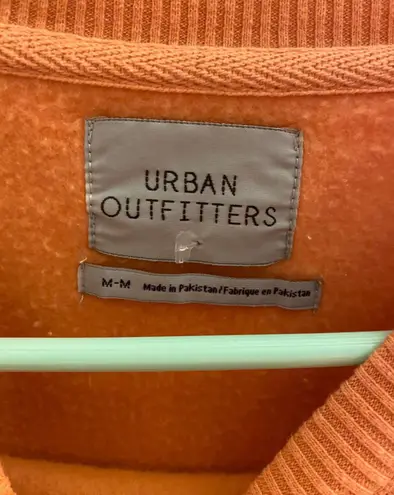 URBAN
OUTFITTERS
M-M Made in Pakistan/Fabrique en Pakistan